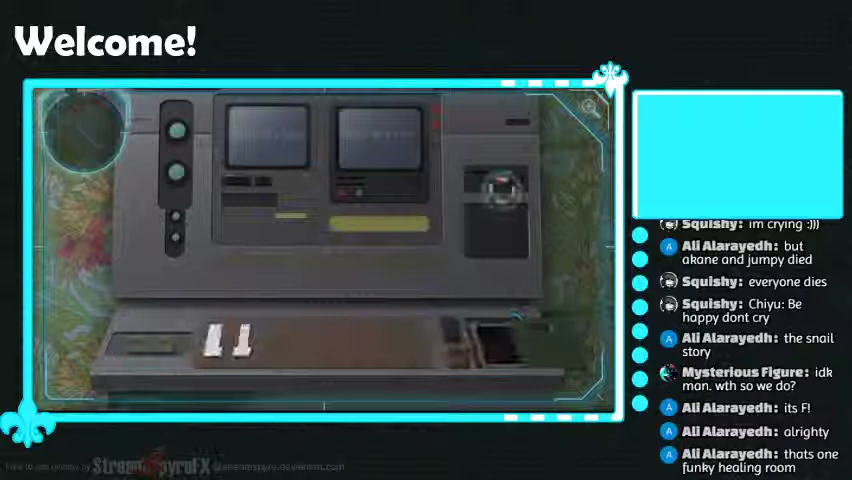 Welcome!
Squishy: im crying :)))
Ali Alarayedh: but
akane and jumpy died
Squishy: everyone dies
Squishy: Chiyu: Be
happy dont cry
Ali Alarayedh: the snail
story
Mysterious Figure: idk
man. wth so we do?
Ali Alarayedh: its F!
Ali Alarayedh: alrighty
Ali Alarayedh: thats one
funky healing room